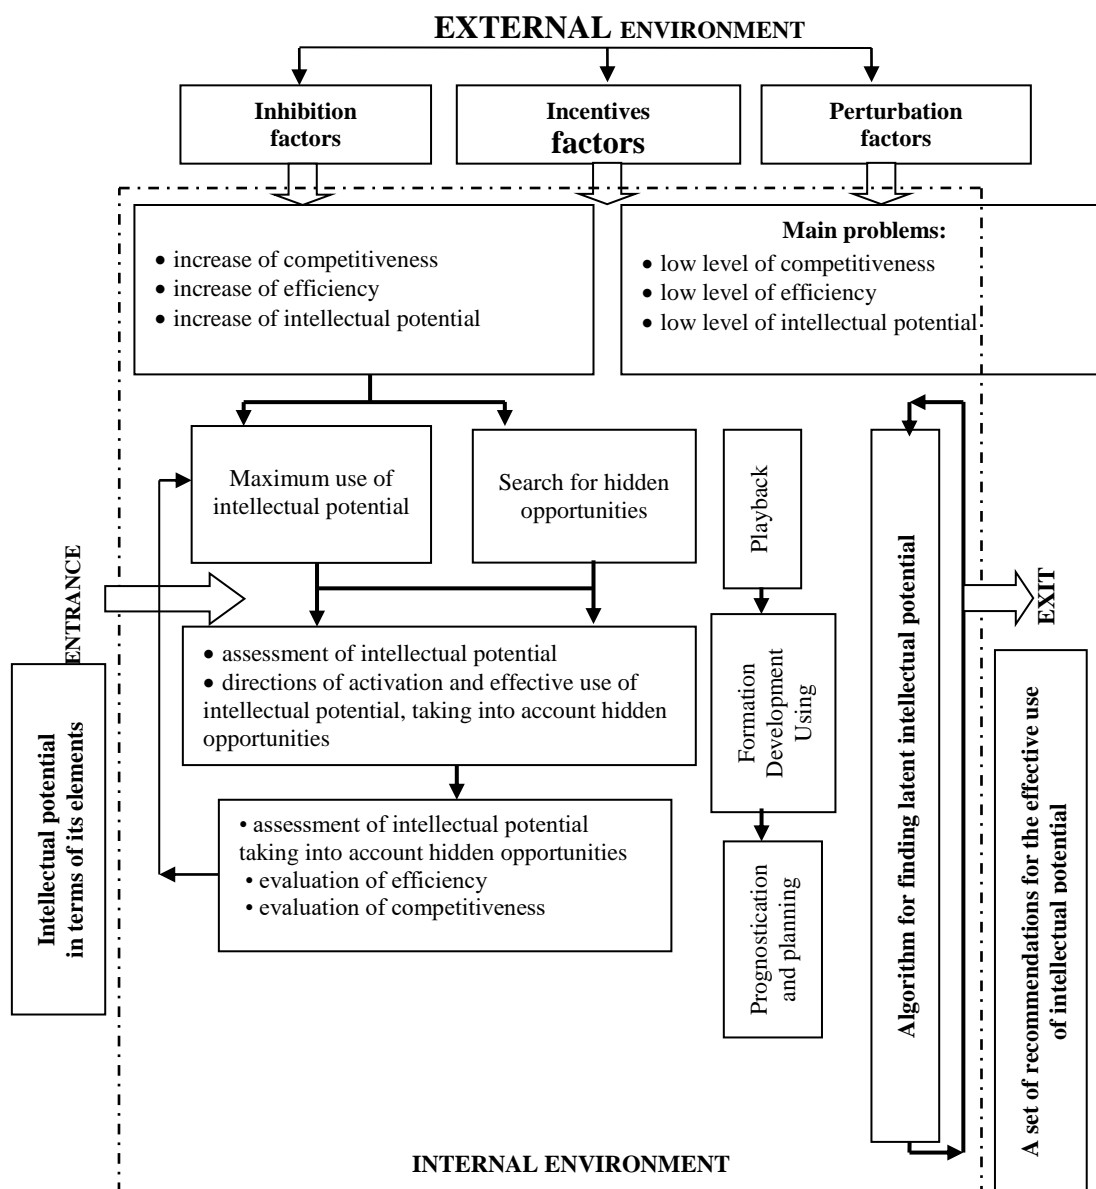 EXTERNAL ENVIRONMENT
Inhibition
factors
Incentives
factors
Perturbation
factors
• increase of competitiveness
• increase of efficiency
• increase of intellectual potential
Main problems:
• low level of competitiveness
• low level of efficiency
• low level of intellectual potential
Maximum use of
intellectual potential
Search for hidden
opportunities
Playback
Algorithm for finding latent intellectual potential
ENTRANCE
EXIT
• assessment of intellectual potential
• directions of activation and effective use of
intellectual potential, taking into account hidden
opportunities
Formation
Development
Using
Intellectual potential
in terms of its elements
• assessment of intellectual potential
taking into account hidden opportunities
• evaluation of efficiency
• evaluation of competitiveness
Prognostication
and planning
A set of recommendations for the effective use
of intellectual potential
INTERNAL ENVIRONMENT